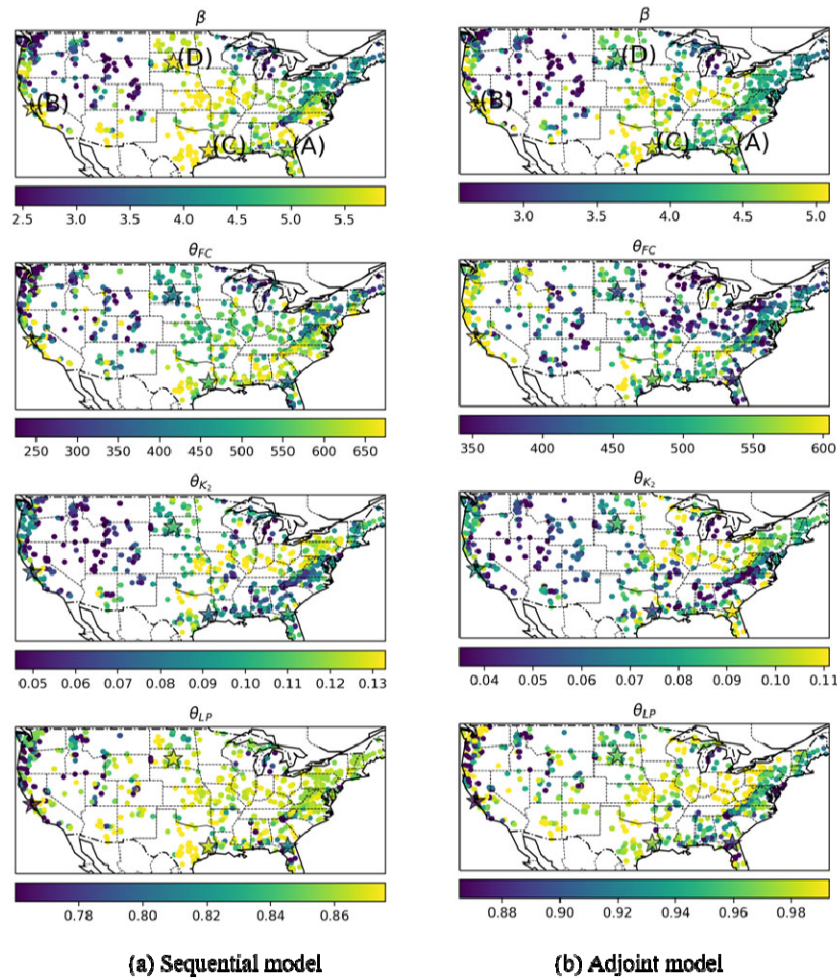 β
(D)
(B)
(C)
(A)
2.5 3.0 3.5 4.0 4.5 5.0 5.5
θFC
250 300 350 400 450 500 550 600 650
θK2
0.05 0.06 0.07 0.08 0.09 0.10 0.11 0.12 0.13
θLP
0.78 0.80 0.82 0.84 0.86
(a) Sequential model
β
(D)
(B)
(C)
(A)
3.0 3.5 4.0 4.5 5.0
θFC
350 400 450 500 550 600
θK2
0.04 0.05 0.06 0.07 0.08 0.09 0.10 0.11
θLP
0.88 0.90 0.92 0.94 0.96 0.98
(b) Adjoint model